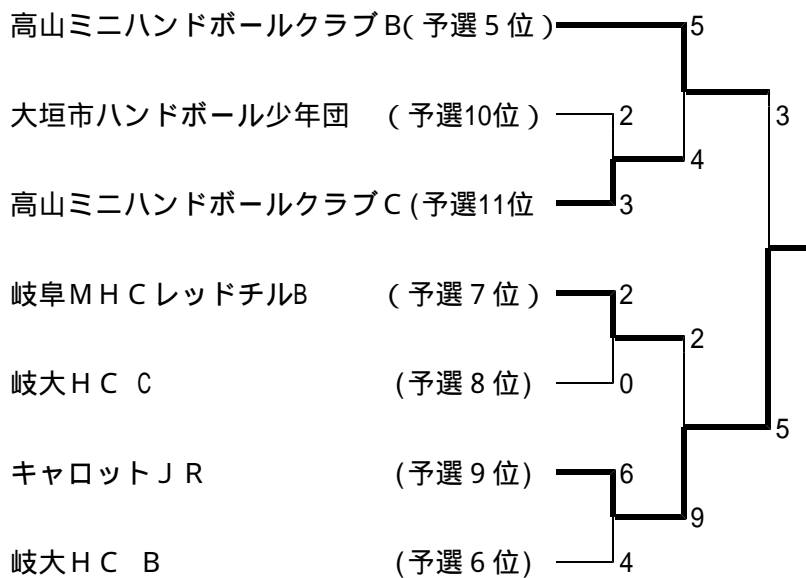 高山ミニハンドボールクラブB(予選5位) 5
3
大垣市ハンドボール少年団 (予選10位) 2
4
高山ミニハンドボールクラブC(予選11位 3
岐阜MHCレッドチルB (予選7位) 2
2
岐大HC C (予選8位) 0
5
キャロットJR (予選9位) 6
9
岐大HC B (予選6位) 4